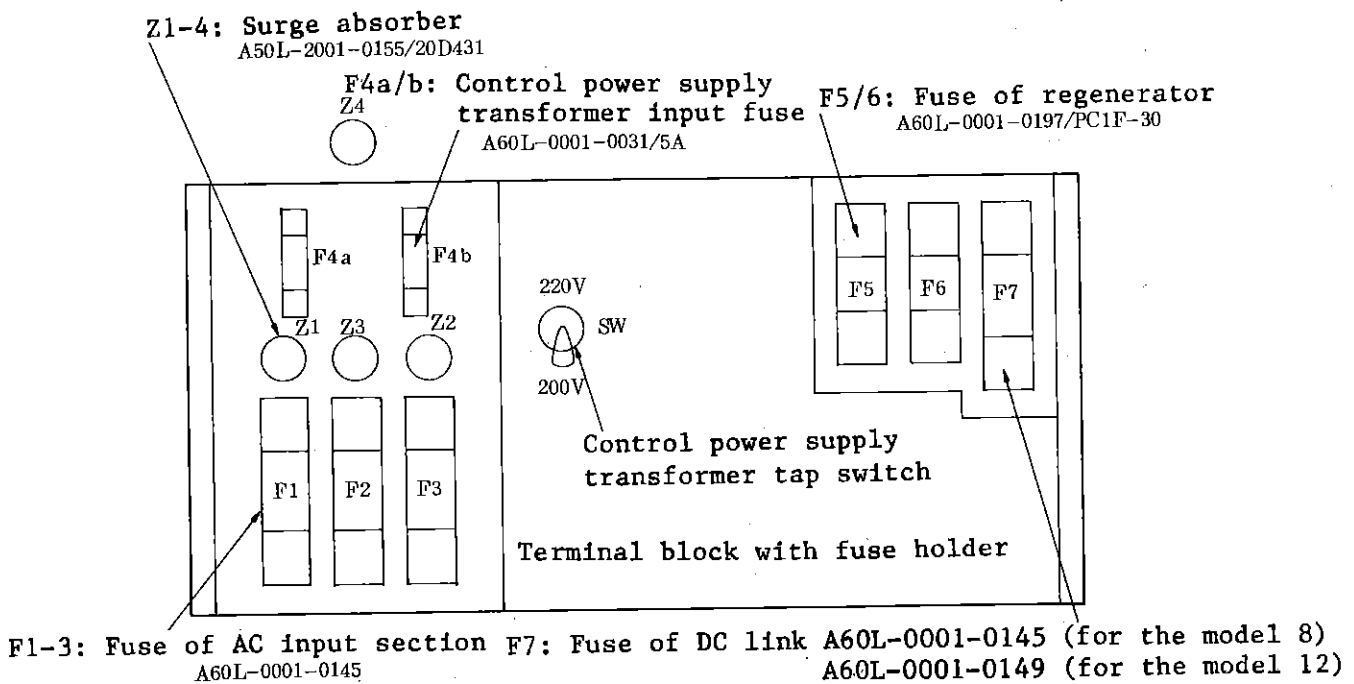 Z1-4: Surge absorber
A50L-2001-0155/20D431
F4a/b: Control power supply
transformer input fuse
A60L-0001-0031/5A
Z4
F5/6: Fuse of regenerator
A60L-0001-0197/PC1F-30
F4a
F4b
F5
F6
F7
220V
SW
200V
Z1
Z3
Z2
Control power supply
transformer tap switch
F1
F2
F3
Terminal block with fuse holder
F1-3: Fuse of AC input section
A60L-0001-0145
F7: Fuse of DC link A60L-0001-0145 (for the model 8)
A60L-0001-0149 (for the model 12)